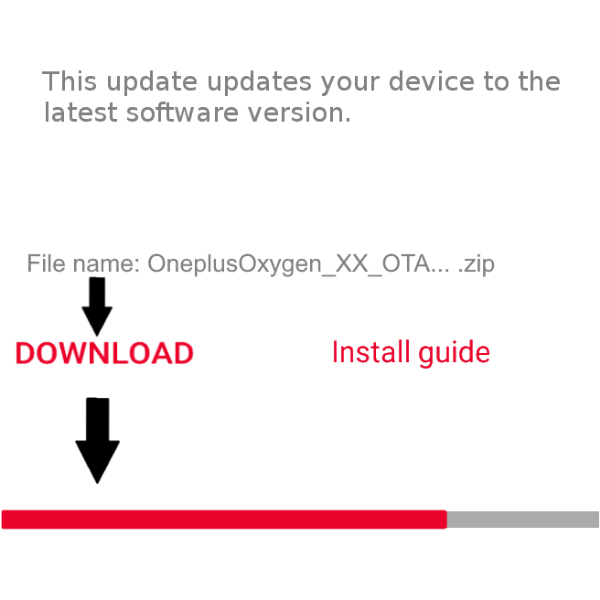 This update updates your device to the
latest software version.
File name: OneplusOxygen_XX_OTA... .zip
DOWNLOAD
Install guide